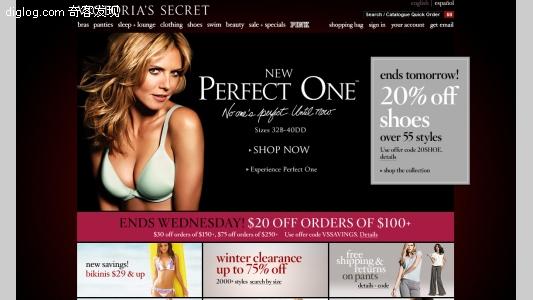 diglog.com 奇客发现
RIA'S SECRET
english | español
Search / Catalogue Quick Order
bras panties sleep + lounge clothing shoes swim beauty sale + specials PINK shopping bag sign in your account get email
NEW
PERFECT ONE™
No one's perfect. Until now.
Sizes 32B-40DD
SHOP NOW
Experience Perfect One
ends tomorrow!
20% off
shoes
over 55 styles
Use offer code 20SHOE.
details
shop the collection
ENDS WEDNESDAY! $20 OFF ORDERS OF $100+
$30 off orders of $150+, $75 off orders of $250+ Use offer code VSSAVINGS. Details
new savings!
bikinis $29 & up
winter clearance
up to 75% off
2000+ styles search by size
free
shipping &
returns
on pants
details + code